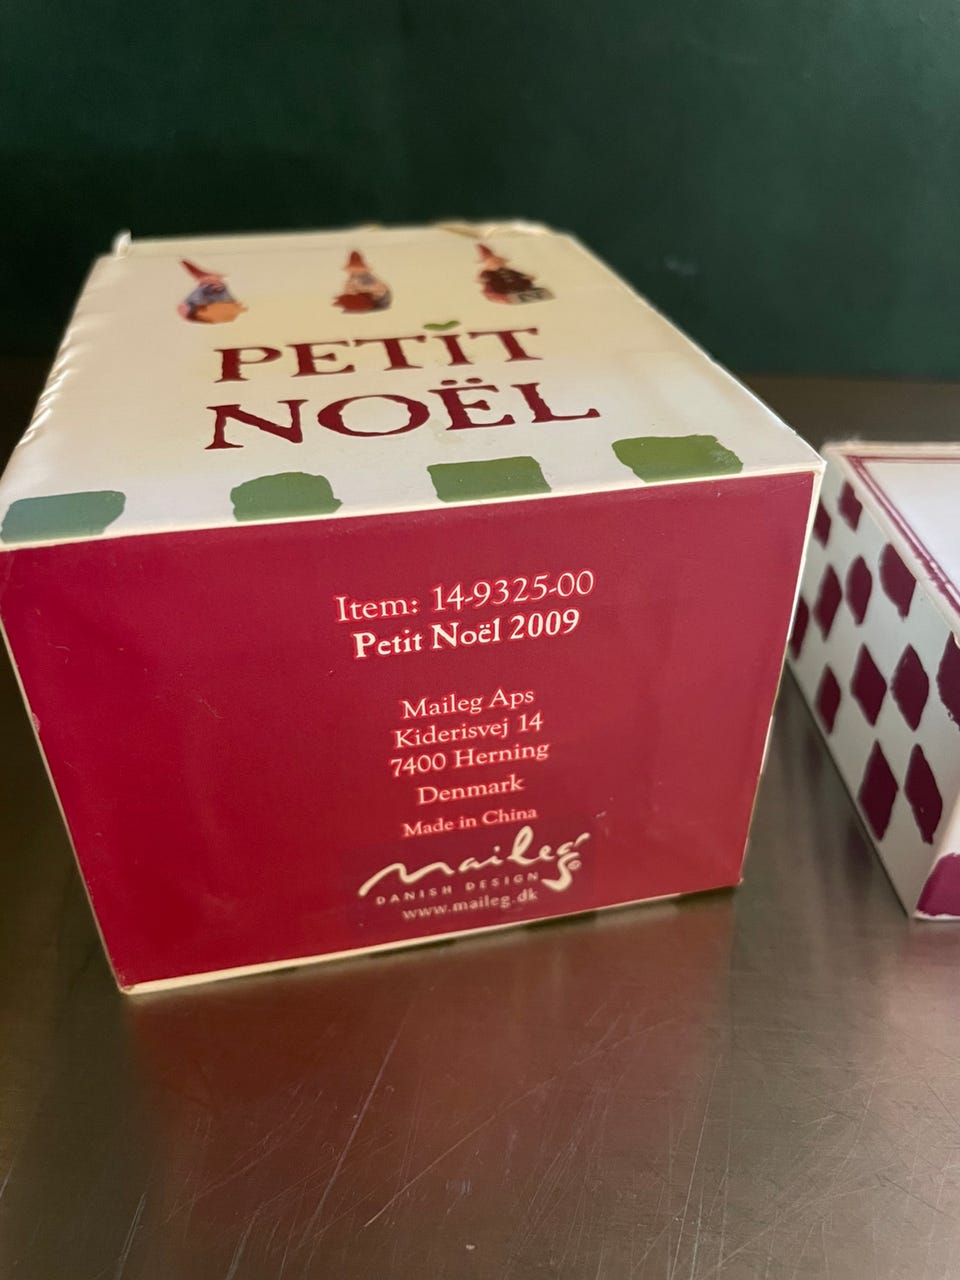 PETIT
NOËL
Item: 14-9325-00
Petit Noël 2009
Maileg Aps
Kiderisvej 14
7400 Herning
Denmark
Made in China
maileg©
DANISH DESIGN
www.maileg.dk